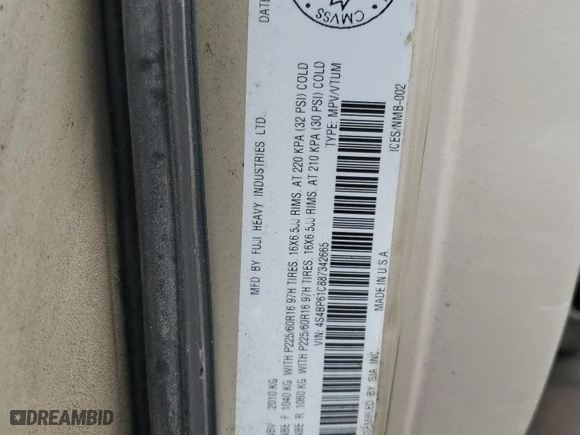 DATE
CMVSS
MFD BY FUJI HEAVY INDUSTRIES LTD.
2010 KG
F 1040 KG WITH P225/60R16 97H TIRES. 16X6.5JJ RIMS. AT 220 KPA (32 PSI) COLD
R 1060 KG WITH P225/60R16 97H TIRES. 16X6.5JJ RIMS. AT 210 KPA (30 PSI) COLD
VIN: 4S4BP61C887342665 TYPE: MPV/VTUM
ASSEMBLED BY SIA, INC. MADE IN U.S.A. ICES/NMB-002
DREAMBID